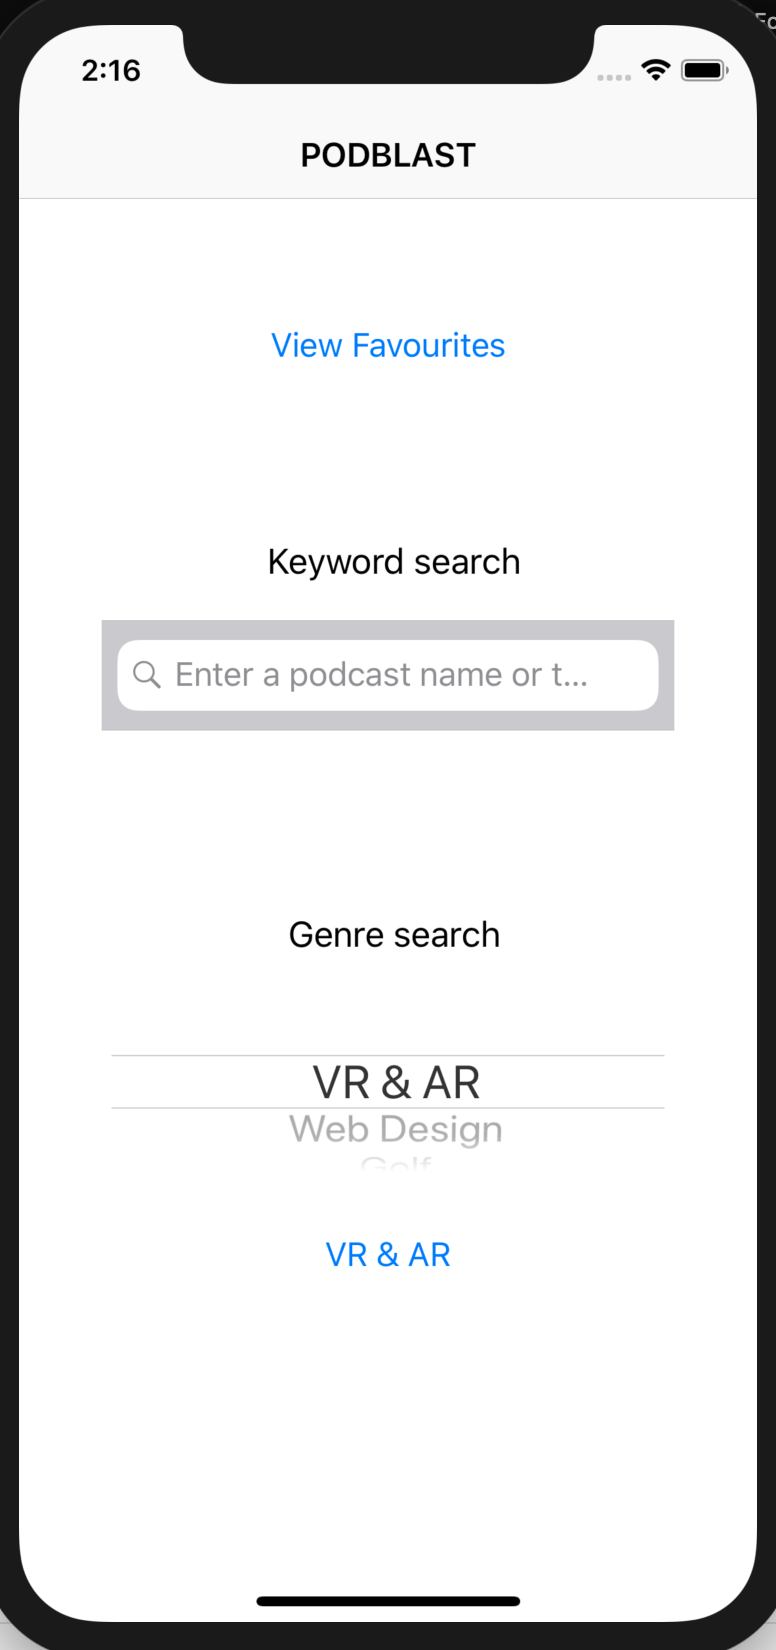 2:16
PODBLAST
View Favourites
Keyword search
Enter a podcast name or t...
Genre search
VR & AR
Web Design
Golf
VR & AR